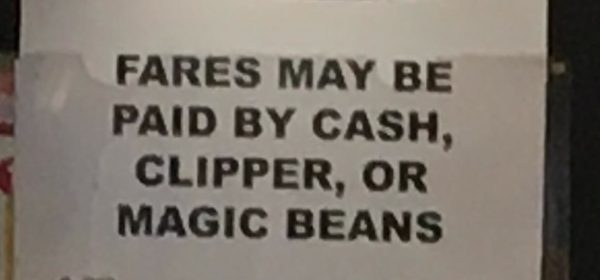 FARES MAY BE
PAID BY CASH,
CLIPPER, OR
MAGIC BEANS